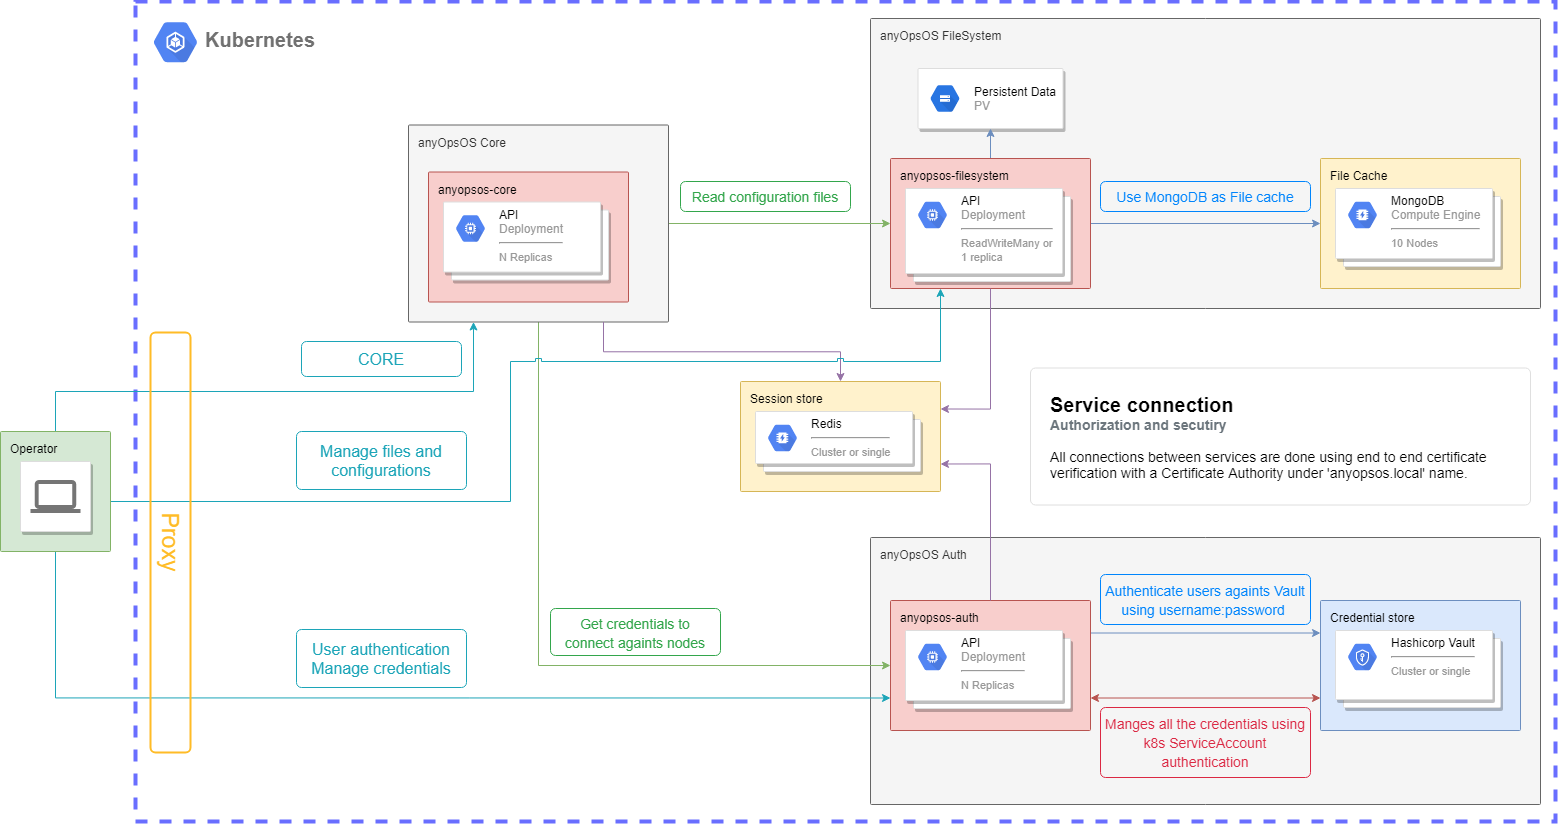 Kubernetes
anyOpsOS FileSystem
Persistent Data
PV
anyOpsOS Core
anyopsos-core
API
Deployment
N Replicas
Read configuration files
anyopsos-filesystem
API
Deployment
ReadWriteMany or
1 replica
Use MongoDB as File cache
File Cache
MongoDB
Compute Engine
10 Nodes
CORE
Session store
Redis
Cluster or single
Service connection
Authorization and secutiry
All connections between services are done using end to end certificate
verification with a Certificate Authority under 'anyopsos.local' name.
Operator
Manage files and
configurations
Proxy
anyOpsOS Auth
Get credentials to
connect againts nodes
User authentication
Manage credentials
anyopsos-auth
API
Deployment
N Replicas
Authenticate users againts Vault
using username:password
Credential store
Hashicorp Vault
Cluster or single
Manges all the credentials using
k8s ServiceAccount
authentication